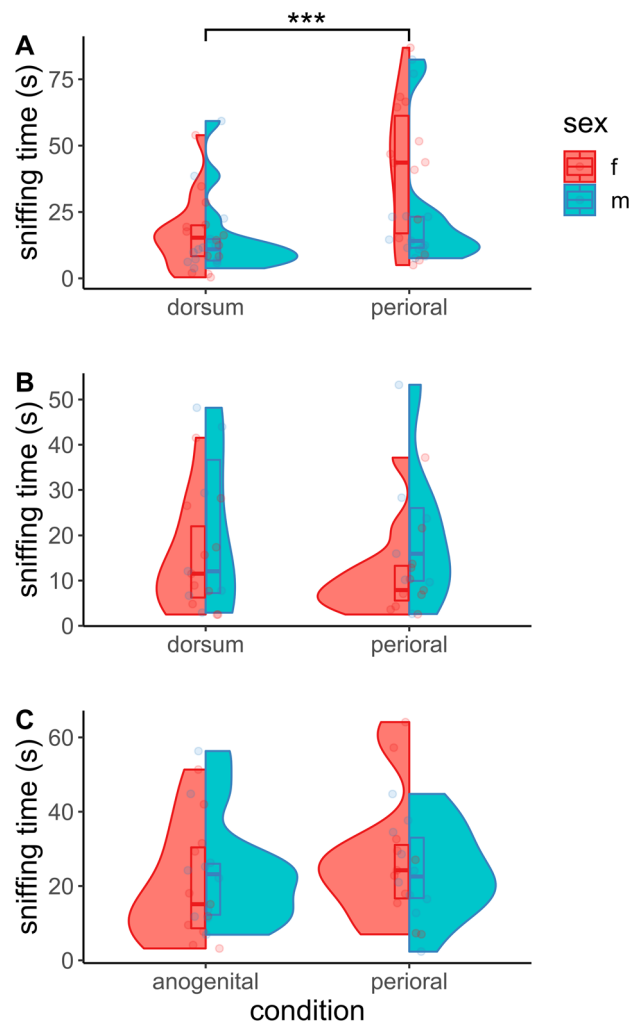 ***
A
sniffing time (s)
75
50
25
0
dorsum perioral
sex
f
m
B
sniffing time (s)
50
40
30
20
10
0
dorsum perioral
C
sniffing time (s)
60
40
20
0
anogenital perioral
condition